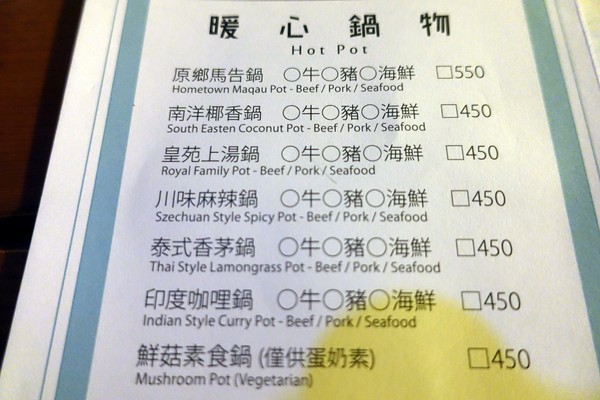 暖心鍋物
Hot Pot
原鄉馬告鍋 ○牛○豬○海鮮 □550
Hometown Maqau Pot - Beef / Pork / Seafood
南洋椰香鍋 ○牛○豬○海鮮 □450
South Easten Coconut Pot - Beef / Pork / Seafood
皇苑上湯鍋 ○牛○豬○海鮮 □450
Royal Family Pot - Beef / Pork / Seafood
川味麻辣鍋 ○牛○豬○海鮮 □450
Szechuan Style Spicy Pot - Beef / Pork / Seafood
泰式香茅鍋 ○牛○豬○海鮮 □450
Thai Style Lamongrass Pot - Beef / Pork / Seafood
印度咖哩鍋 ○牛○豬○海鮮 □450
Indian Style Curry Pot - Beef / Pork / Seafood
鮮菇素食鍋 (僅供蛋奶素) □450
Mushroom Pot (Vegetarian)